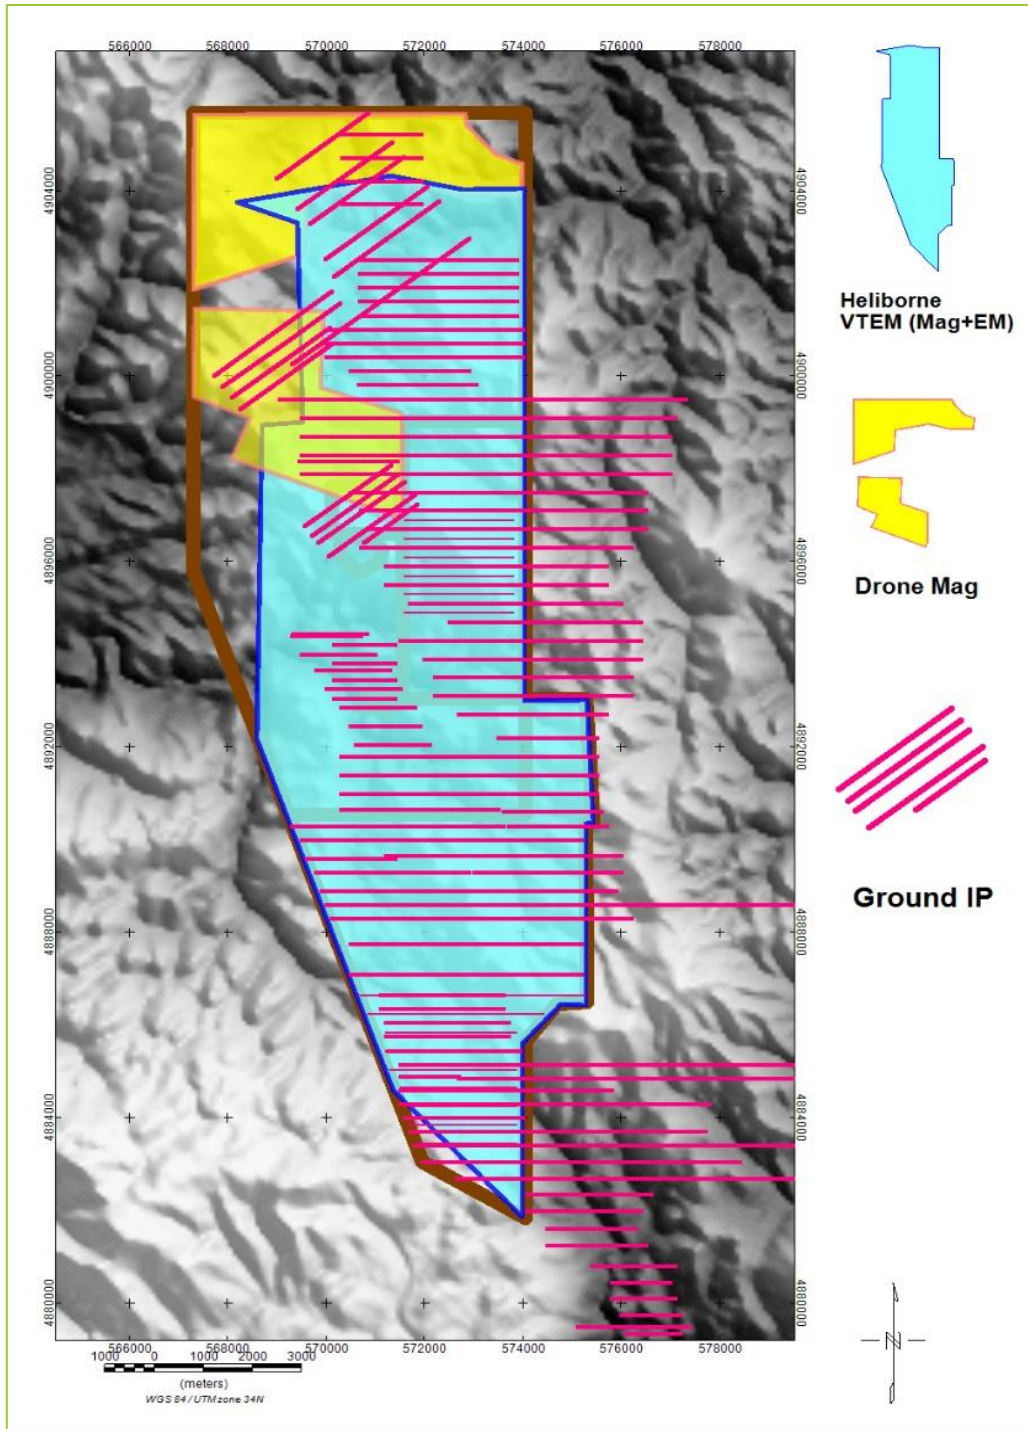 566000 568000 570000 572000 574000 576000 578000
4904000 4904000
4900000 4900000
4896000 4896000
4892000 4892000
4888000 4888000
4884000 4884000
4880000 4880000
566000 568000 570000 572000 574000 576000 578000
1000 0 1000 2000 3000
(meters)
WGS 84 / UTM zone 34N
Heliborne
VTEM (Mag+EM)
Drone Mag
Ground IP
N